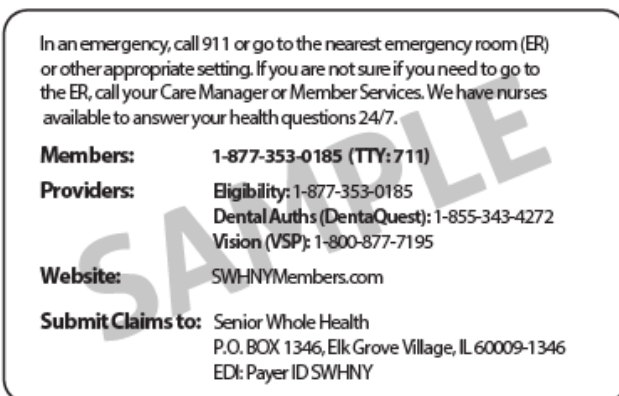 In an emergency, call 911 or go to the nearest emergency room (ER)
or other appropriate setting. If you are not sure if you need to go to
the ER, call your Care Manager or Member Services. We have nurses
available to answer your health questions 24/7.
Members: 1-877-353-0185 (TTY: 711)
Providers: Eligibility: 1-877-353-0185
Dental Auths (DentaQuest): 1-855-343-4272
Vision (VSP): 1-800-877-7195
Website: SWHNYMembers.com
Submit Claims to: Senior Whole Health
P.O. BOX 1346, Elk Grove Village, IL 60009-1346
EDI: Payer ID SWHNY
SAMPLE